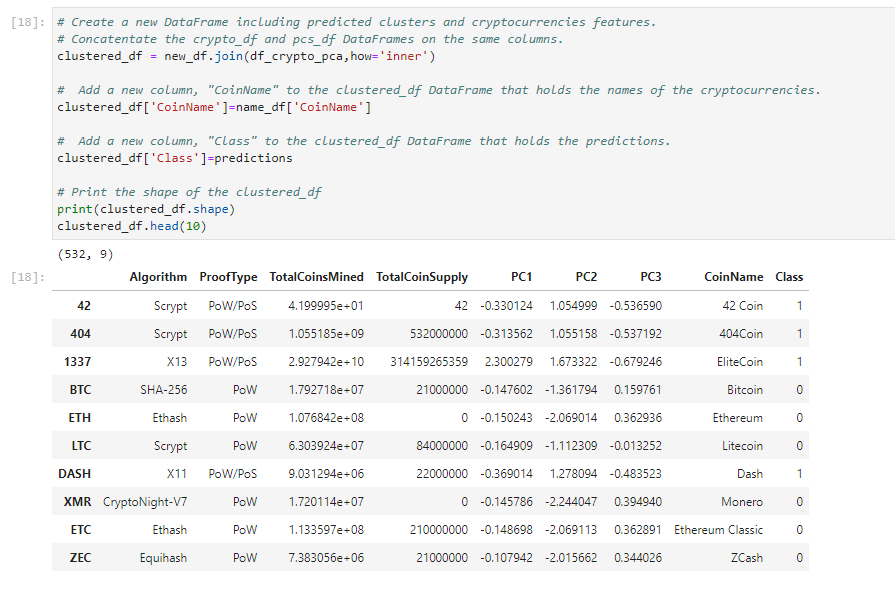 [18]: # Create a new DataFrame including predicted clusters and cryptocurrencies features.
# Concatentate the crypto_df and pcs_df DataFrames on the same columns.
clustered_df = new_df.join(df_crypto_pca,how='inner')
#  Add a new column, "CoinName" to the clustered_df DataFrame that holds the names of the cryptocurrencies.
clustered_df['CoinName']=name_df['CoinName']
#  Add a new column, "Class" to the clustered_df DataFrame that holds the predictions.
clustered_df['Class']=predictions
# Print the shape of the clustered_df
print(clustered_df.shape)
clustered_df.head(10)
(532, 9)
[18]: Algorithm ProofType TotalCoinsMined TotalCoinSupply PC1 PC2 PC3 CoinName Class
42 Scrypt PoW/PoS 4.199995e+01 42 -0.330124 1.054999 -0.536590 42 Coin 1
404 Scrypt PoW/PoS 1.055185e+09 532000000 -0.313562 1.055158 -0.537192 404Coin 1
1337 X13 PoW/PoS 2.927942e+10 314159265359 2.300279 1.673322 -0.679246 EliteCoin 1
BTC SHA-256 PoW 1.792718e+07 21000000 -0.147602 -1.361794 0.159761 Bitcoin 0
ETH Ethash PoW 1.076842e+08 0 -0.150243 -2.069014 0.362936 Ethereum 0
LTC Scrypt PoW 6.303924e+07 84000000 -0.164909 -1.112309 -0.013252 Litecoin 0
DASH X11 PoW/PoS 9.031294e+06 22000000 -0.369014 1.278094 -0.483523 Dash 1
XMR CryptoNight-V7 PoW 1.720114e+07 0 -0.145786 -2.244047 0.394940 Monero 0
ETC Ethash PoW 1.133597e+08 210000000 -0.148698 -2.069113 0.362891 Ethereum Classic 0
ZEC Equihash PoW 7.383056e+06 21000000 -0.107942 -2.015662 0.344026 ZCash 0